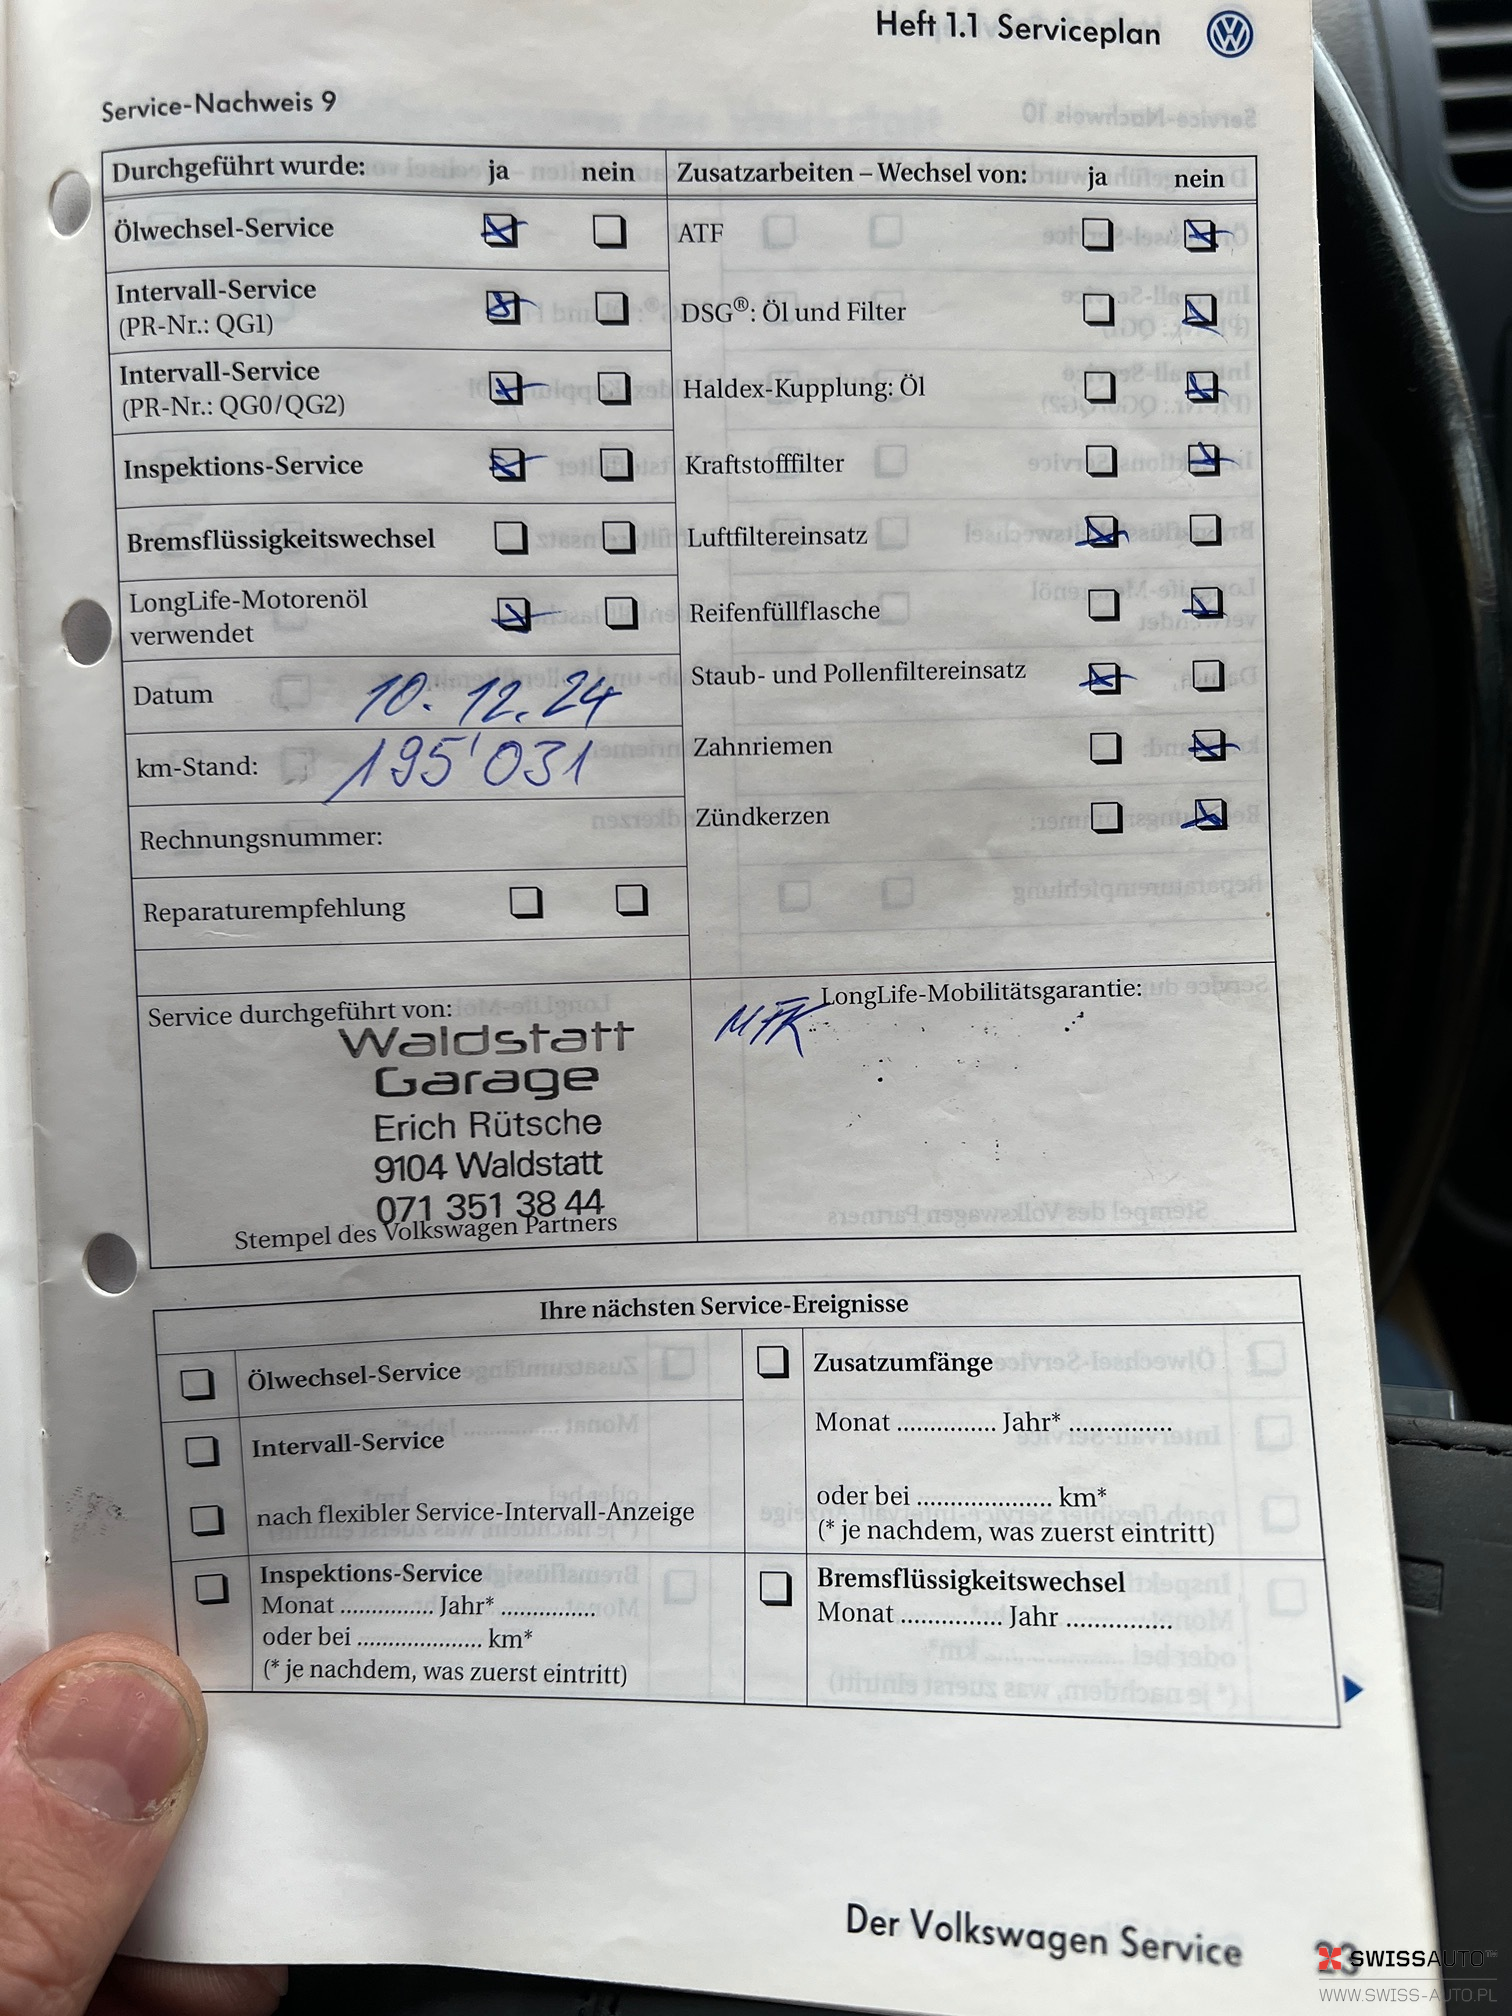 Heft 1.1 Serviceplan
Service-Nachweis 9
Durchgeführt wurde: ja nein
Ölwechsel-Service
Intervall-Service
(PR-Nr.: QG1)
Intervall-Service
(PR-Nr.: QG0/QG2)
Inspektions-Service
Bremsflüssigkeitswechsel
LongLife-Motorenöl
verwendet
Datum 10.12.24
km-Stand: 195'031
Rechnungsnummer:
Reparaturempfehlung
Zusatzarbeiten – Wechsel von: ja nein
ATF
DSG®: Öl und Filter
Haldex-Kupplung: Öl
Kraftstofffilter
Luftfiltereinsatz
Reifenfüllflasche
Staub- und Pollenfiltereinsatz
Zahnriemen
Zündkerzen
Service durchgeführt von:
Waldstatt
Garage
Erich Rütsche
9104 Waldstatt
071 351 38 44
Stempel des Volkswagen Partners
MFK
LongLife-Mobilitätsgarantie:
Ihre nächsten Service-Ereignisse
Ölwechsel-Service
Intervall-Service
nach flexibler Service-Intervall-Anzeige
Zusatzumfänge
Monat ............... Jahr* ...............
oder bei .................... km*
(* je nachdem, was zuerst eintritt)
Inspektions-Service
Monat .............. Jahr* ..............
oder bei .................... km*
(* je nachdem, was zuerst eintritt)
Bremsflüssigkeitswechsel
Monat ............... Jahr ................
Der Volkswagen Service 23
SWISSAUTO™
WWW.SWISS-AUTO.PL